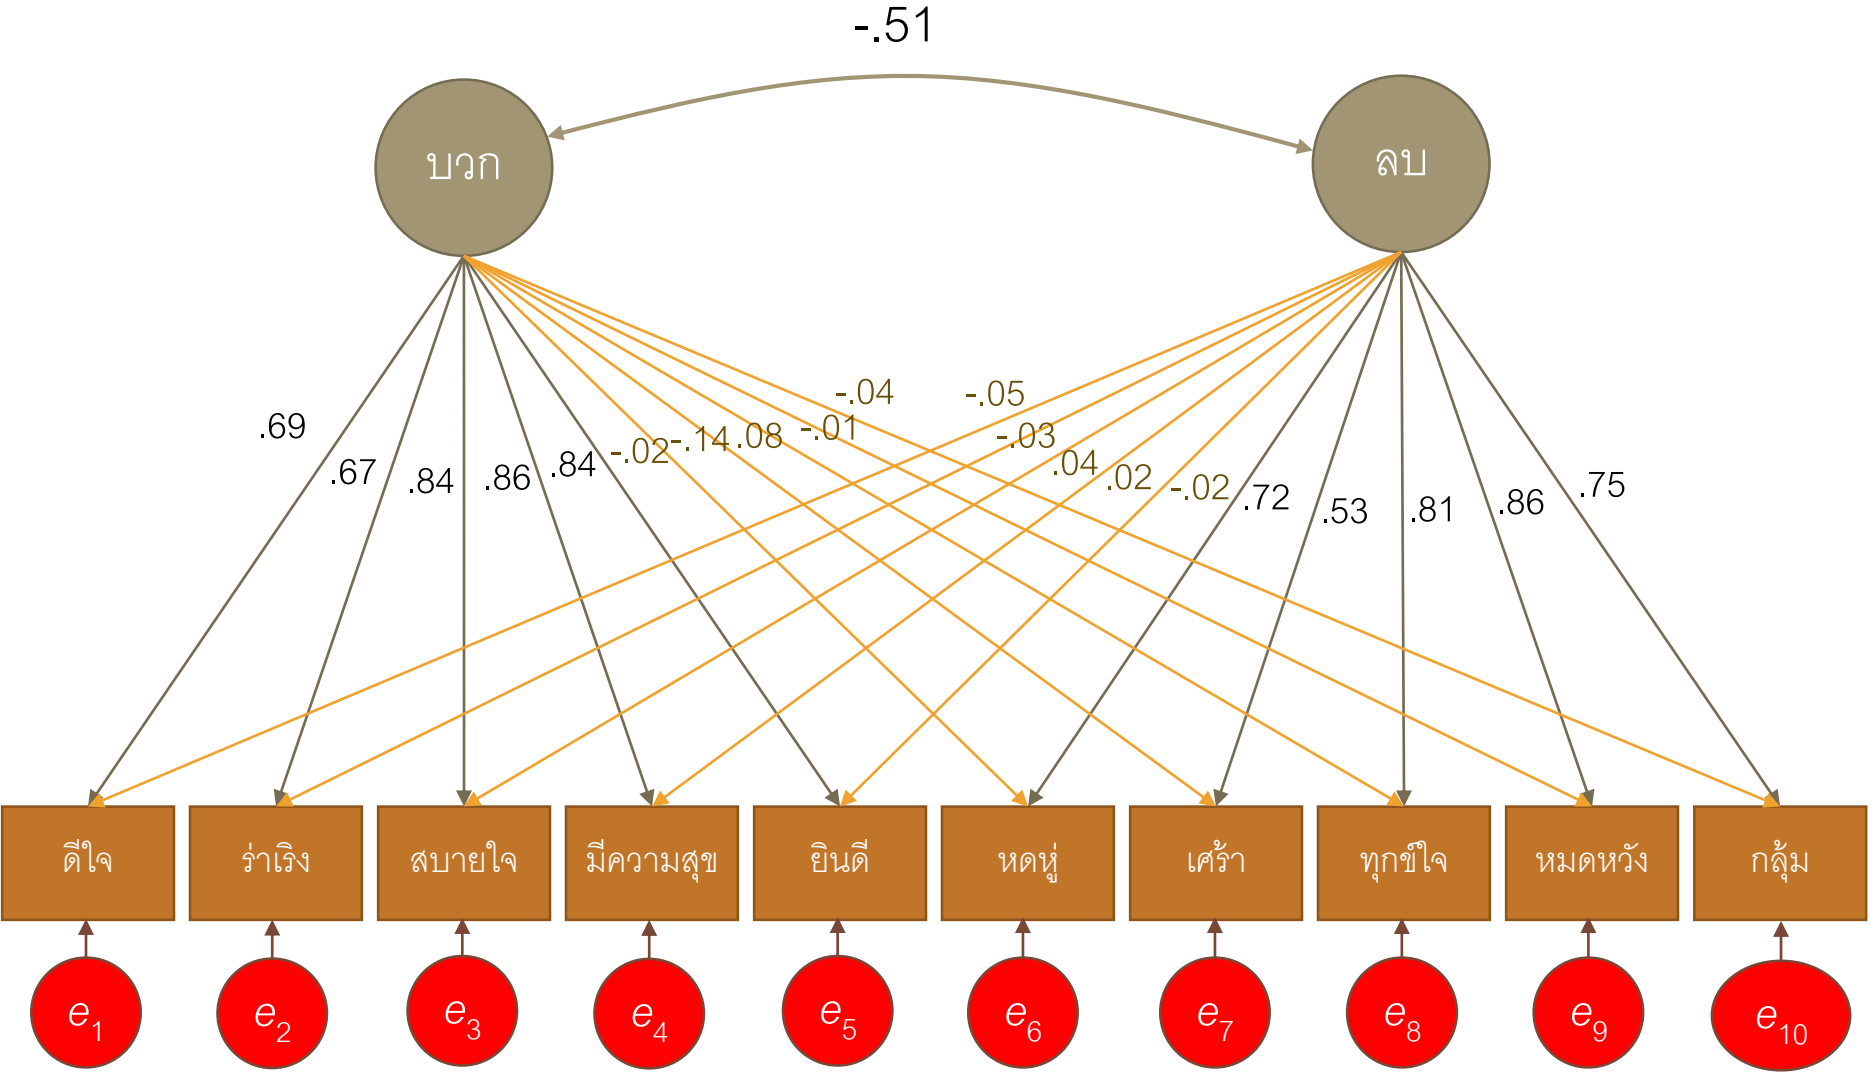 -.51
บวก
ลบ
-.04
-.05
.69
-.02
-.14
.08
-.01
-.03
.67
.84
.86
.84
.04
.02
-.02
.72
.53
.81
.86
.75
ดีใจ
ร่าเริง
สบายใจ
มีความสุข
ยินดี
หดหู่
เศร้า
ทุกข์ใจ
หมดหวัง
กลุ้ม
e1
e2
e3
e4
e5
e6
e7
e8
e9
e10